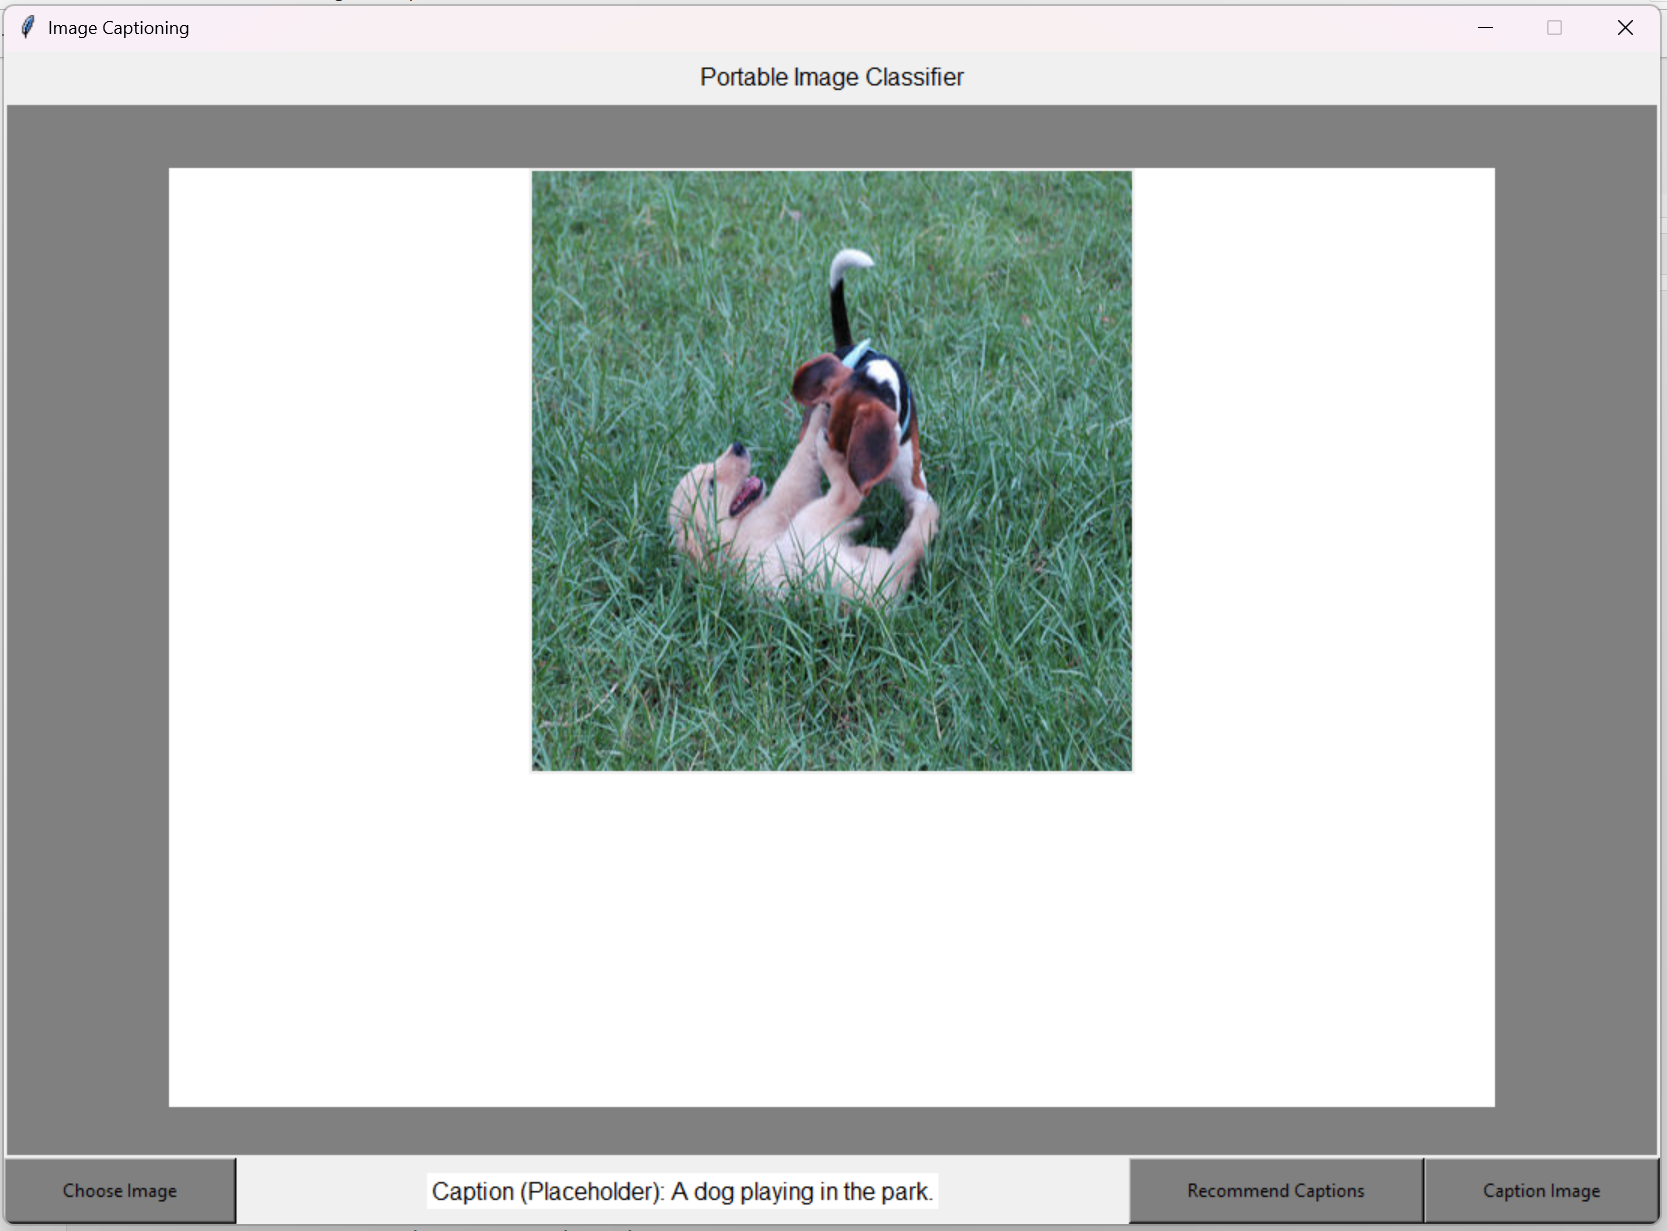 Image Captioning
Portable Image Classifier
Choose Image
Caption (Placeholder): A dog playing in the park.
Recommend Captions
Caption Image